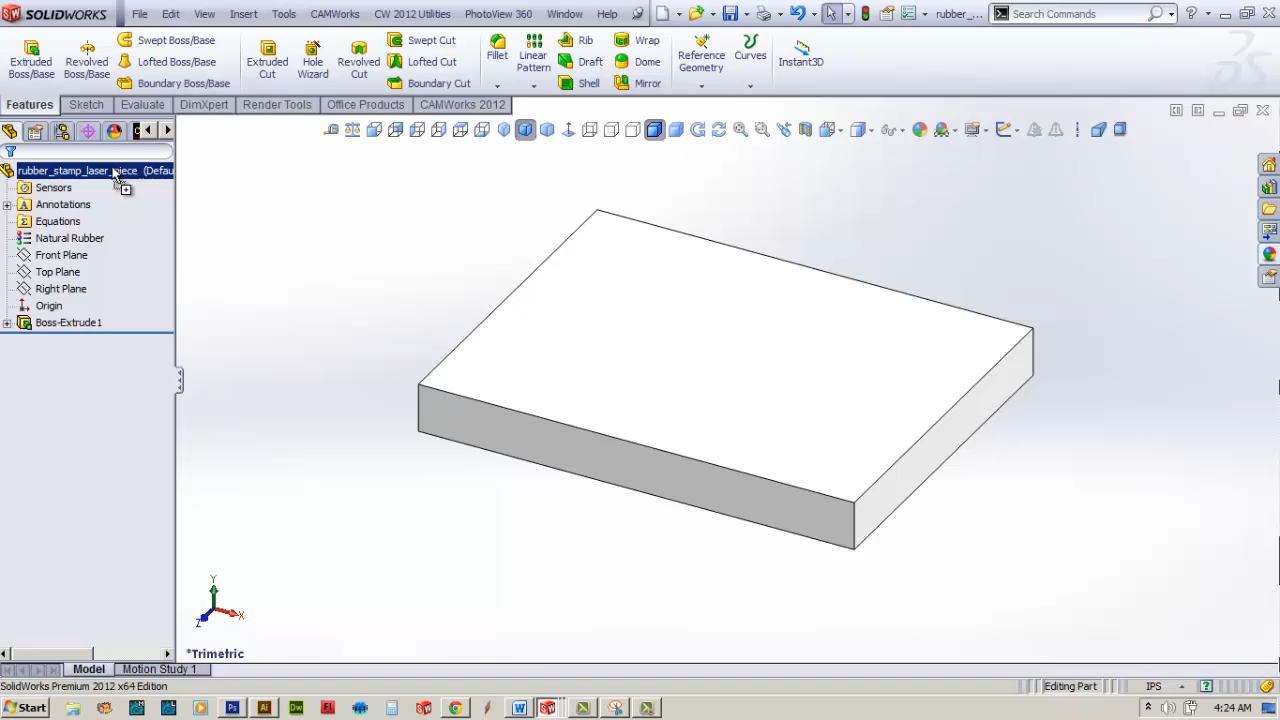 SOLIDWORKS File Edit View Insert Tools CAMWorks CW 2012 Utilities PhotoView 360 Window Help rubber_... Search Commands
Extruded Boss/Base
Revolved Boss/Base
Swept Boss/Base
Lofted Boss/Base
Boundary Boss/Base
Extruded Cut
Hole Wizard
Revolved Cut
Swept Cut
Lofted Cut
Boundary Cut
Fillet
Linear Pattern
Rib
Draft
Shell
Wrap
Dome
Mirror
Reference Geometry
Curves
Instant3D
Features Sketch Evaluate DimXpert Render Tools Office Products CAMWorks 2012
rubber_stamp_laser_piece (Defau
Sensors
Annotations
Equations
Natural Rubber
Front Plane
Top Plane
Right Plane
Origin
Boss-Extrude1
Y
X
Z
*Trimetric
Model Motion Study 1
SolidWorks Premium 2012 x64 Edition Editing Part IPS
Start 4:24 AM